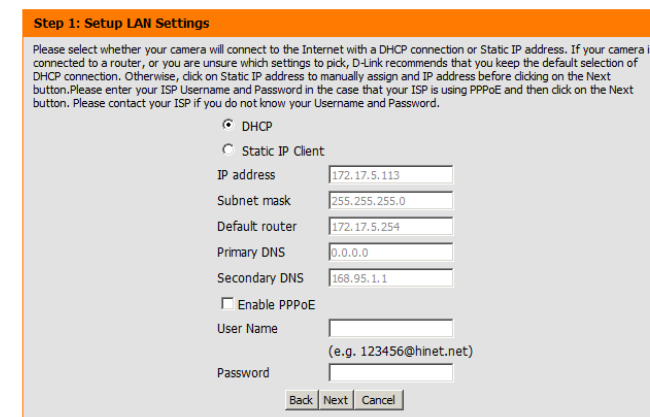 Step 1: Setup LAN Settings
Please select whether your camera will connect to the Internet with a DHCP connection or Static IP address. If your camera i
connected to a router, or you are unsure which settings to pick, D-Link recommends that you keep the default selection of
DHCP connection. Otherwise, click on Static IP address to manually assign and IP address before clicking on the Next
button.Please enter your ISP Username and Password in the case that your ISP is using PPPoE and then click on the Next
button. Please contact your ISP if you do not know your Username and Password.
DHCP
Static IP Client
IP address 172.17.5.113
Subnet mask 255.255.255.0
Default router 172.17.5.254
Primary DNS 0.0.0.0
Secondary DNS 168.95.1.1
Enable PPPoE
User Name
(e.g. 123456@hinet.net)
Password
Back Next Cancel